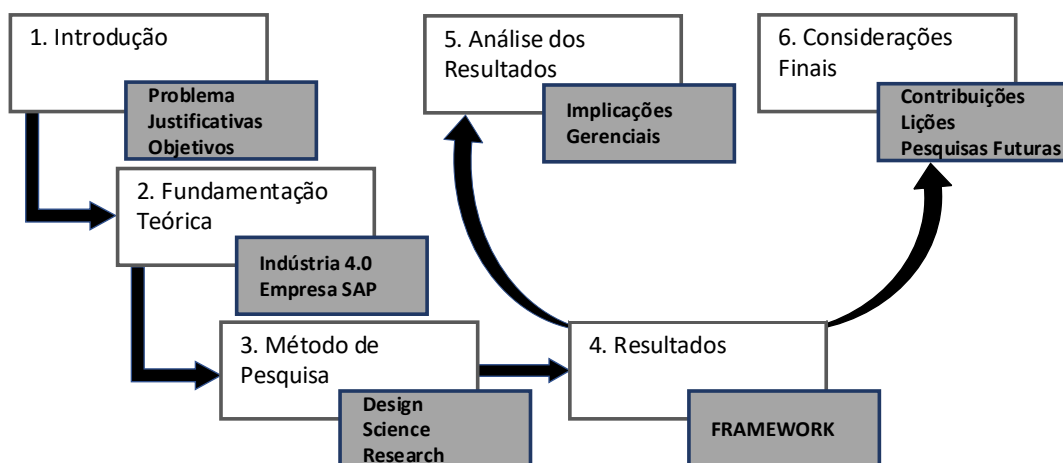 1. Introdução
Problema
Justificativas
Objetivos
2. Fundamentação
Teórica
Indústria 4.0
Empresa SAP
3. Método de
Pesquisa
Design
Science
Research
4. Resultados
FRAMEWORK
5. Análise dos
Resultados
Implicações
Gerenciais
6. Considerações
Finais
Contribuições
Lições
Pesquisas Futuras